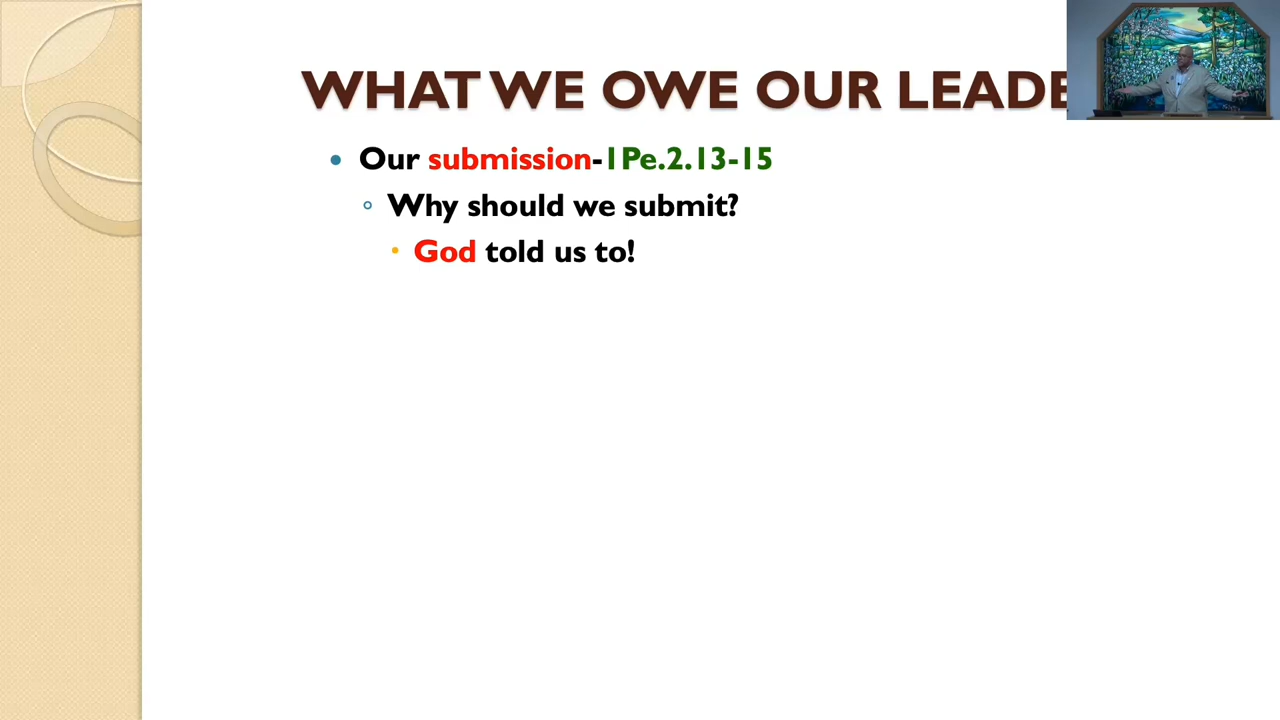 WHAT WE OWE OUR LEADE
Our submission-1Pe.2.13-15
Why should we submit?
God told us to!